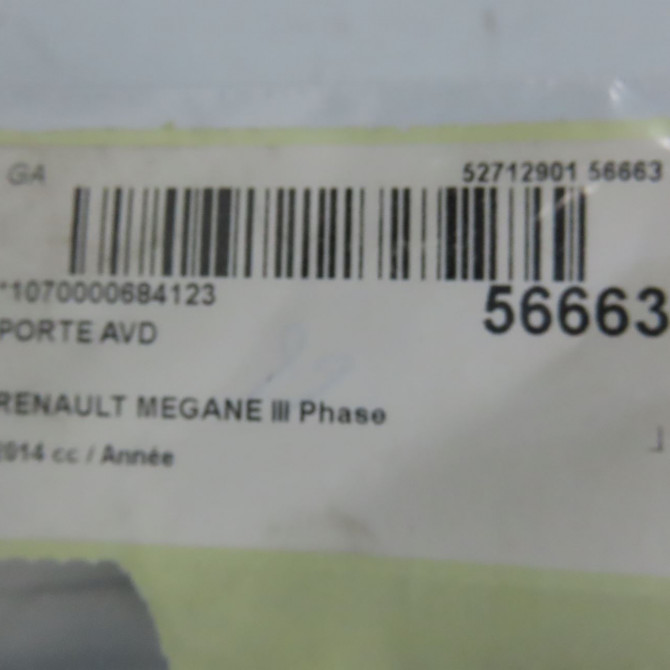 GA 52712901 56663
*1070000684123 56663
PORTE AVD
RENAULT MEGANE III Phase
2014 cc / Année